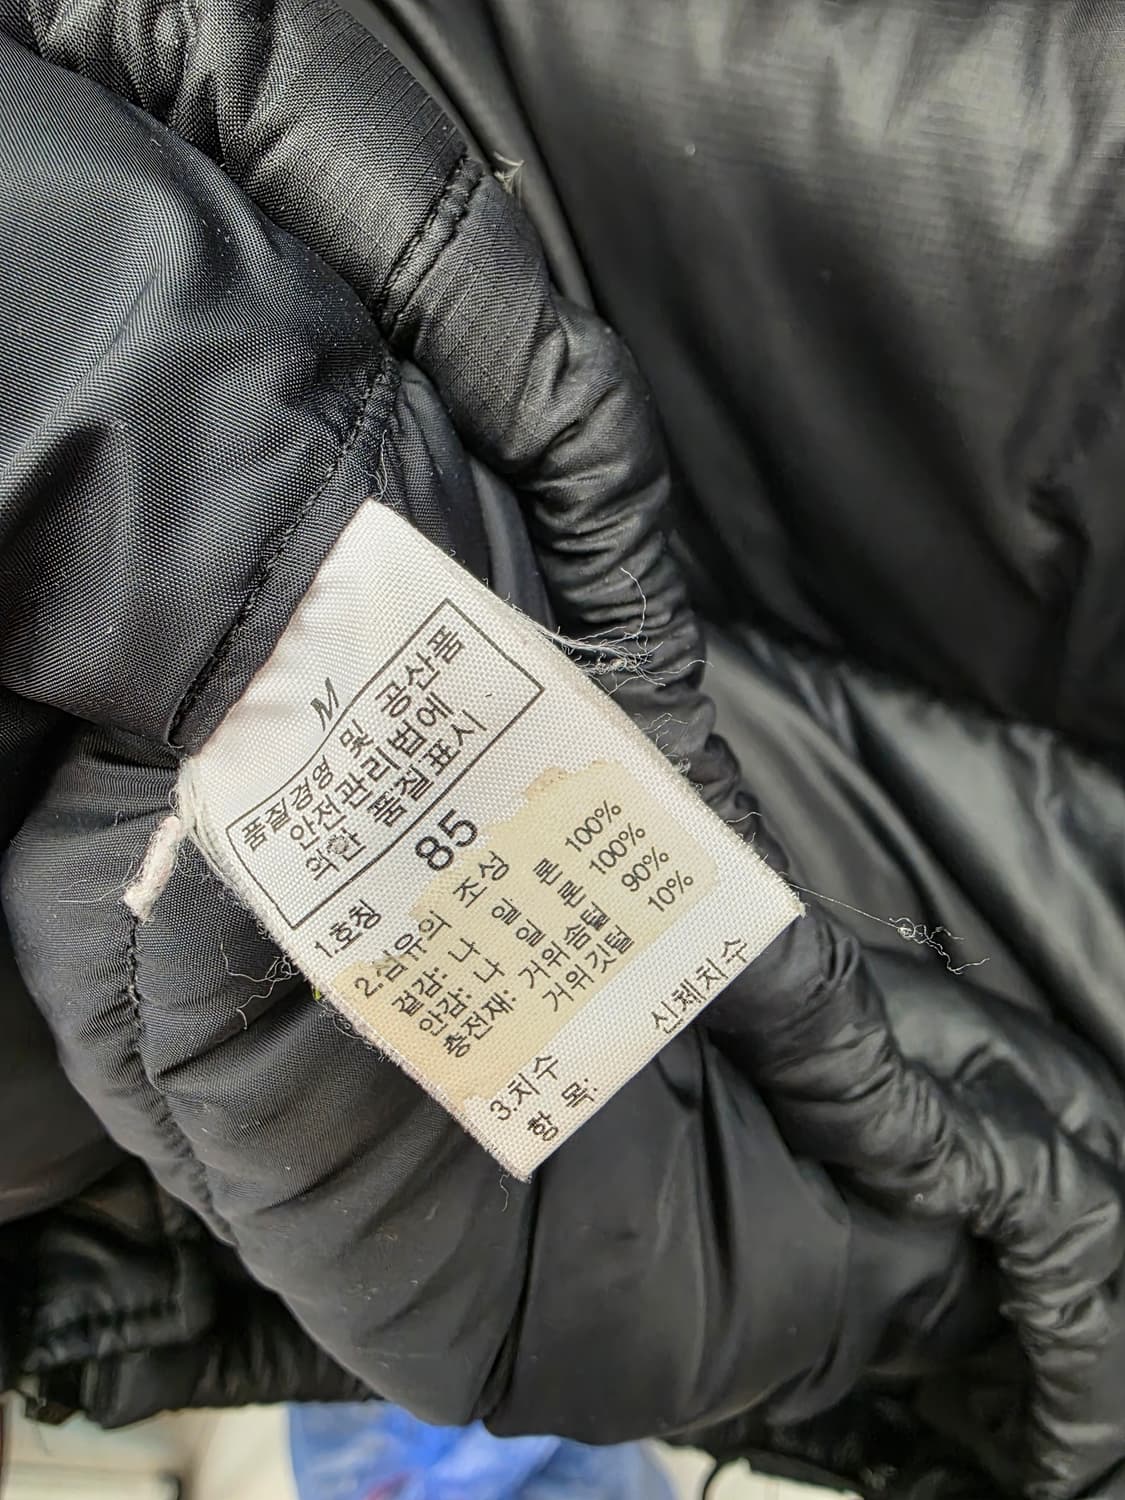 M
품질경영 및 공산품
안전관리법에
의한 품질표시
1.호칭 85
2.섬유의 조성
겉감: 나 일 론 100%
안감: 나 일 론 100%
충전재: 거위솜털 90%
거위깃털 10%
3.치수
항 목: 신체치수